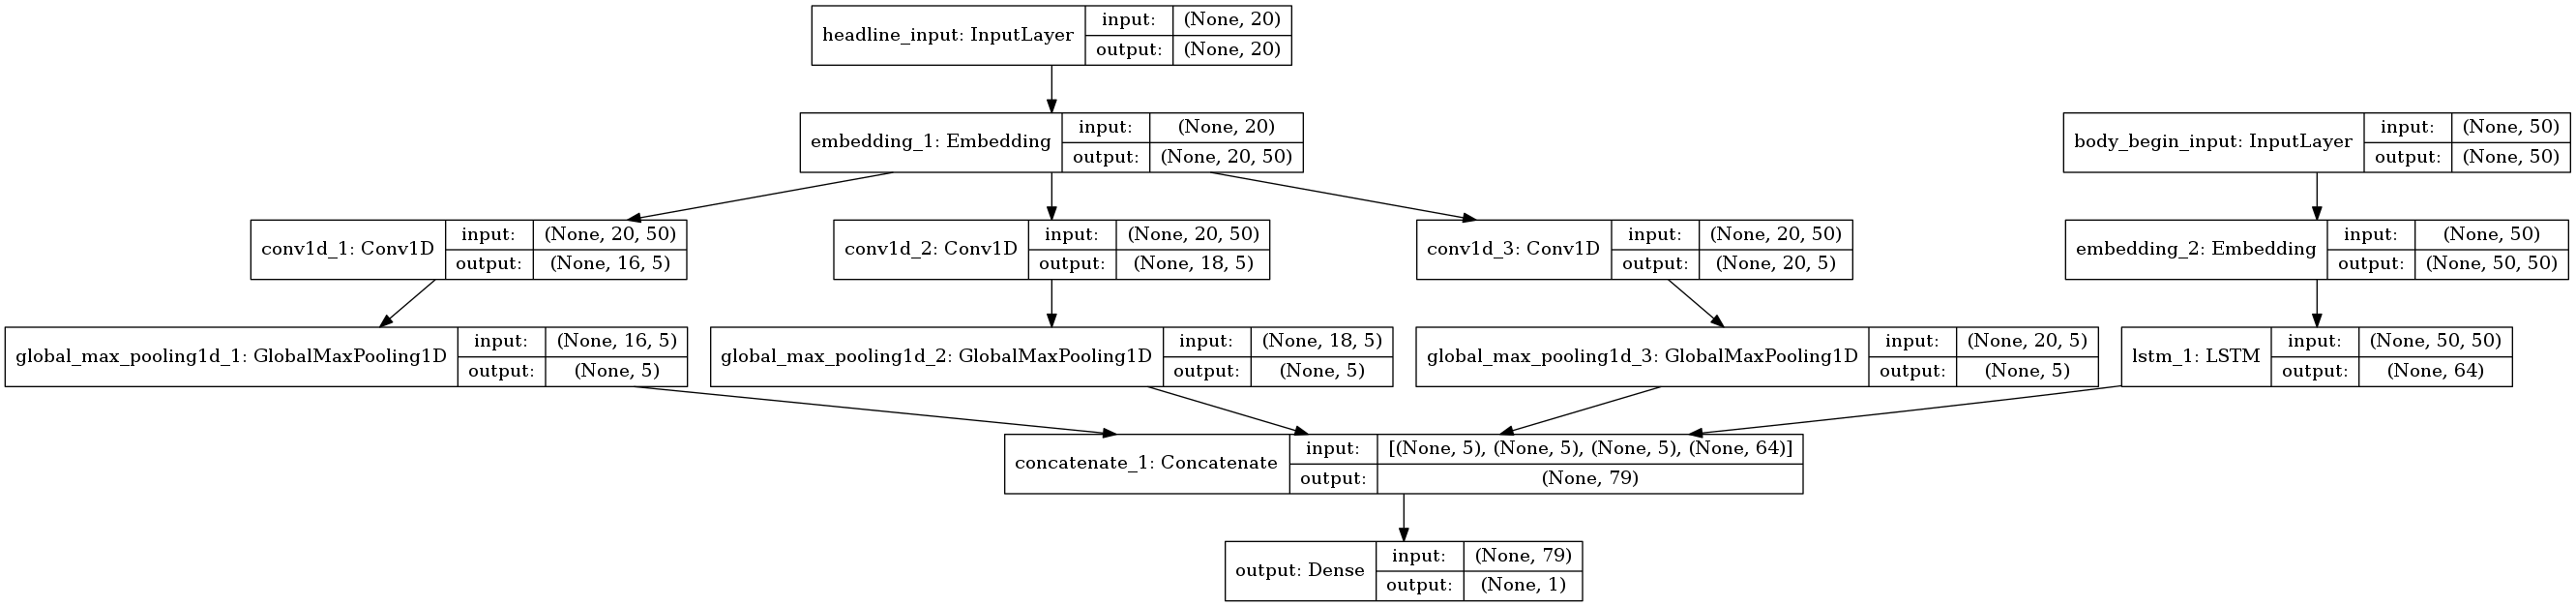 headline_input: InputLayer
input: (None, 20)
output: (None, 20)
embedding_1: Embedding
input: (None, 20)
output: (None, 20, 50)
body_begin_input: InputLayer
input: (None, 50)
output: (None, 50)
conv1d_1: Conv1D
input: (None, 20, 50)
output: (None, 16, 5)
conv1d_2: Conv1D
input: (None, 20, 50)
output: (None, 18, 5)
conv1d_3: Conv1D
input: (None, 20, 50)
output: (None, 20, 5)
embedding_2: Embedding
input: (None, 50)
output: (None, 50, 50)
global_max_pooling1d_1: GlobalMaxPooling1D
input: (None, 16, 5)
output: (None, 5)
global_max_pooling1d_2: GlobalMaxPooling1D
input: (None, 18, 5)
output: (None, 5)
global_max_pooling1d_3: GlobalMaxPooling1D
input: (None, 20, 5)
output: (None, 5)
lstm_1: LSTM
input: (None, 50, 50)
output: (None, 64)
concatenate_1: Concatenate
input: [(None, 5), (None, 5), (None, 5), (None, 64)]
output: (None, 79)
output: Dense
input: (None, 79)
output: (None, 1)